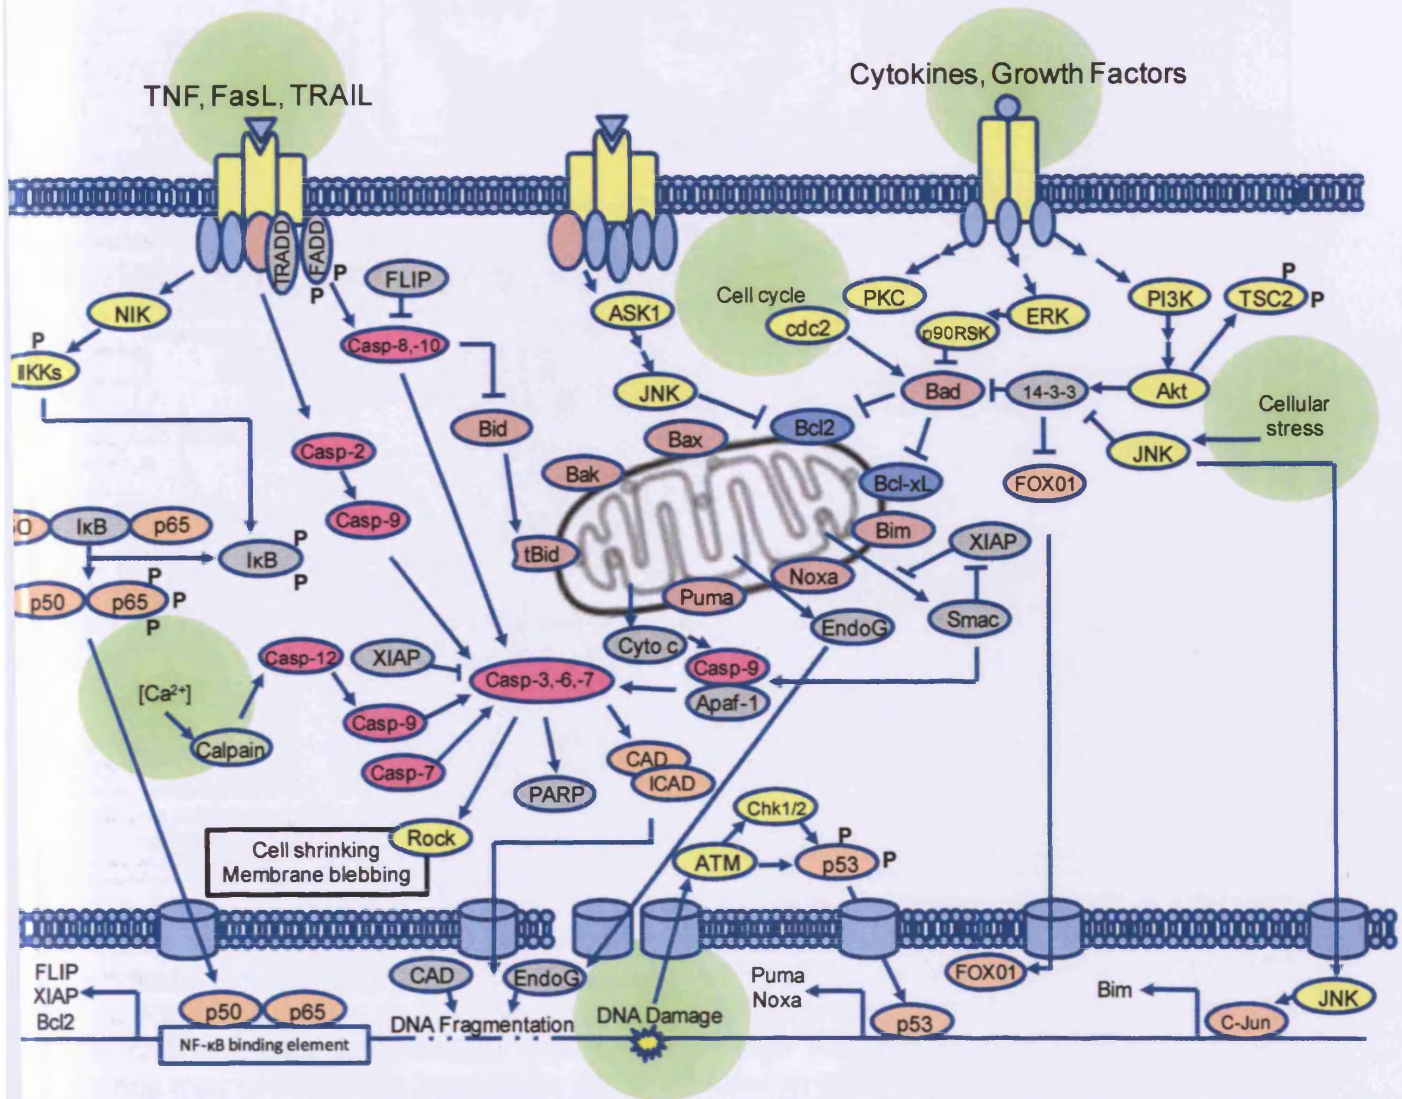 TNF, FasL, TRAIL
Cytokines, Growth Factors
TRADD
FADD
P
P
FLIP
NIK
P
IKKs
Casp-8,-10
ASK1
Cell cycle
cdc2
PKC
p90RSK
ERK
PI3K
TSC2
P
P
JNK
Bad
14-3-3
Akt
Cellular
stress
JNK
Casp-2
Bid
Bax
Bcl2
Bak
Bcl-xL
FOX01
Casp-9
IκB
p65
IκB
P
P
tBid
Bim
XIAP
Noxa
Puma
p50
p65
P
P
P
Smac
EndoG
Cyto c
Casp-9
Apaf-1
Casp-12
XIAP
Casp-3,-6,-7
[Ca2+]
Calpain
Casp-9
Casp-7
CAD
ICAD
PARP
Rock
Cell shrinking
Membrane blebbing
Chk1/2
ATM
p53
P
P
FLIP
XIAP
Bcl2
p50
p65
NF-κB binding element
CAD
EndoG
DNA Fragmentation
DNA Damage
Puma
Noxa
p53
FOX01
Bim
C-Jun
JNK